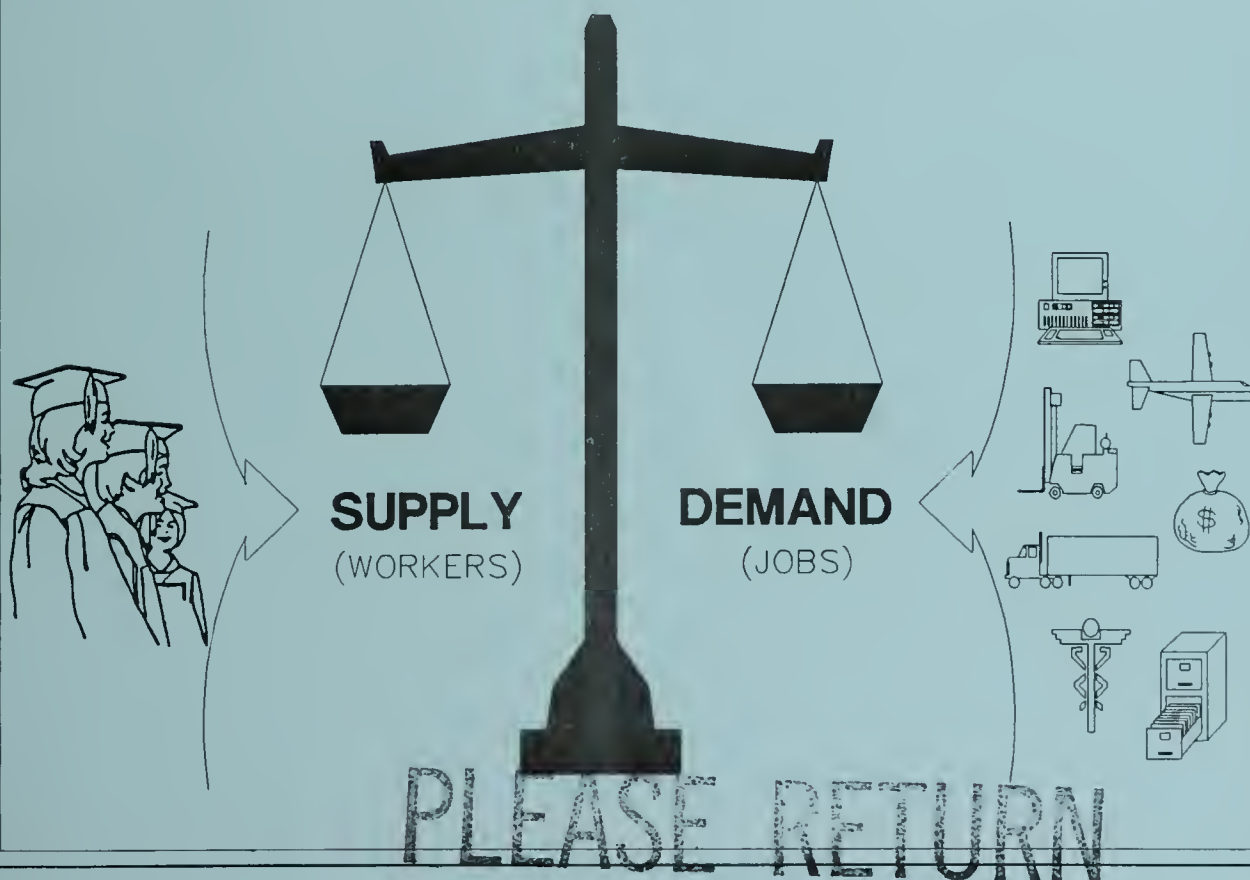 SUPPLY
(WORKERS)
DEMAND
(JOBS)
$
PLEASE RETURN